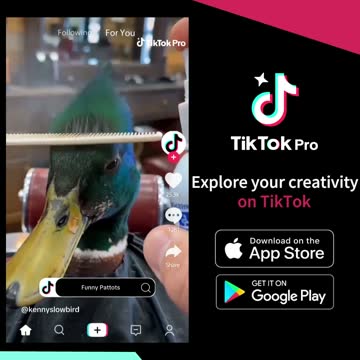 Following
For You
TikTok Pro
Share
Funny Pattots
@kennyslowbird
TikTok Pro
Explore your creativity
on TikTok
Download on the
App Store
GET IT ON
Google Play